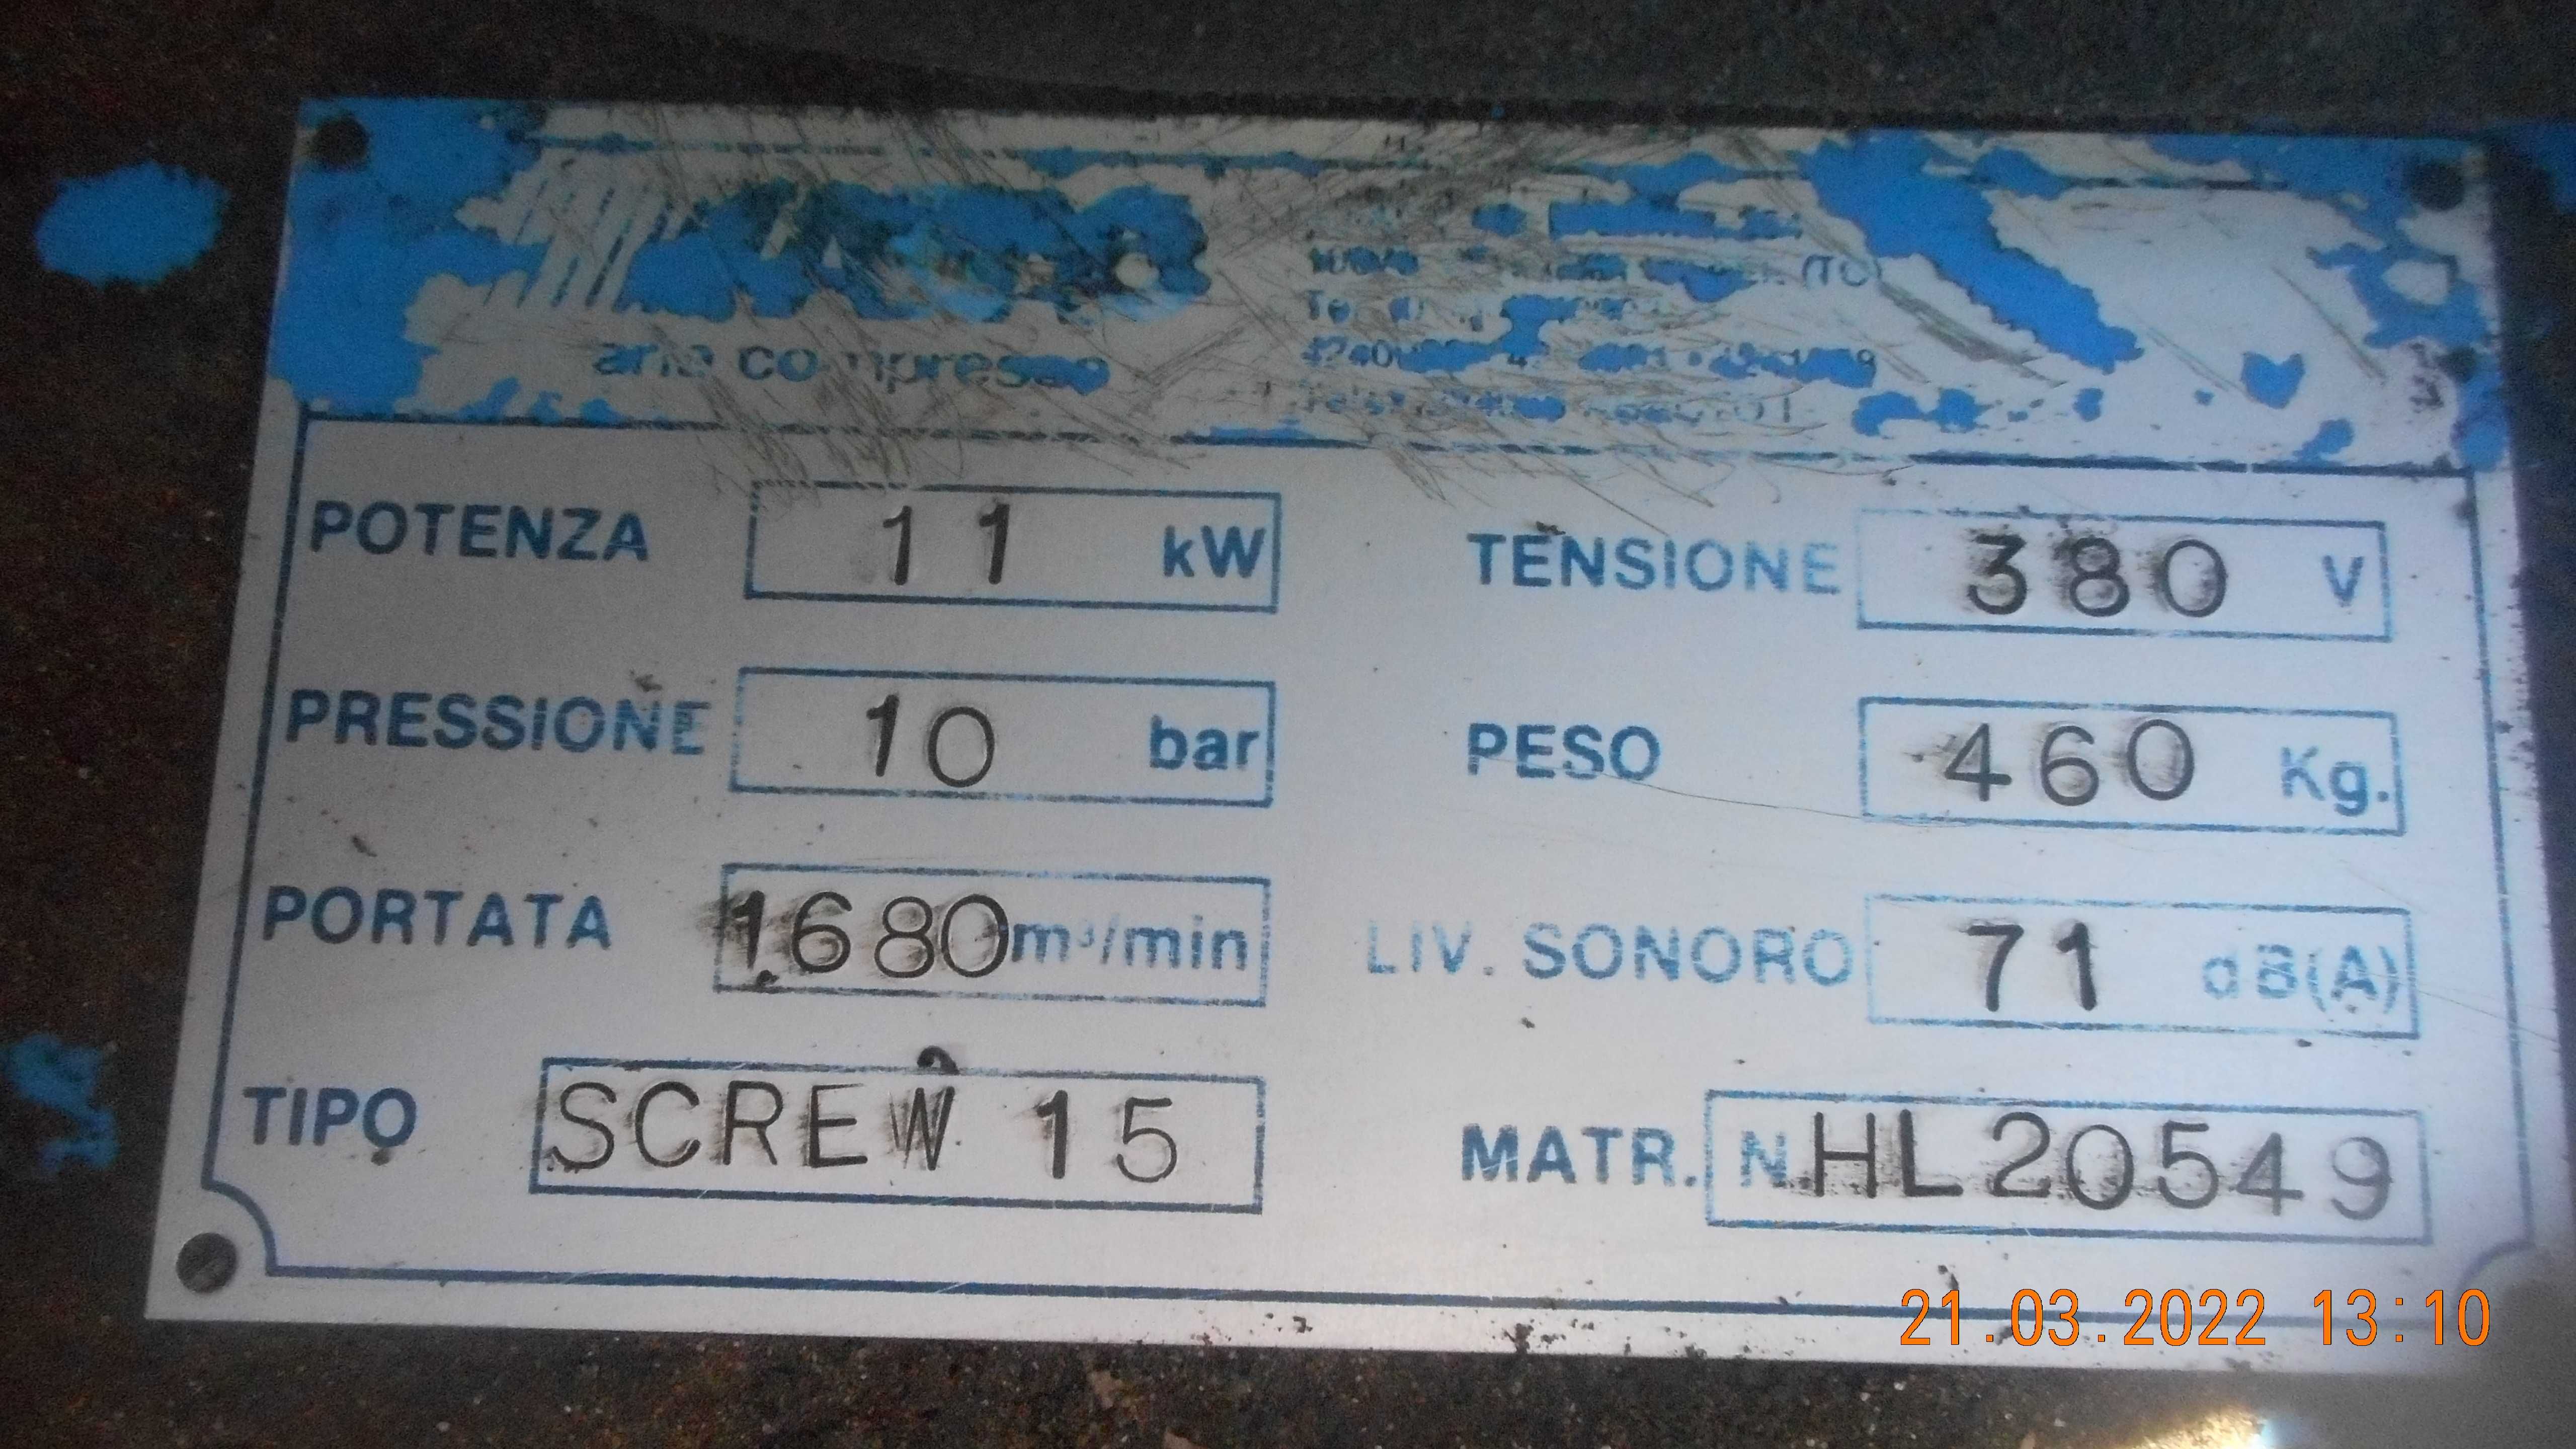 aria compressa
(TO)
POTENZA 11 kW
TENSIONE 380 V
PRESSIONE 10 bar
PESO 460 Kg.
PORTATA 1680 m³/min
LIV. SONORO 71 dB(A)
TIPO SCREW 15
MATR. N.HL20549
21.03.2022 13:10